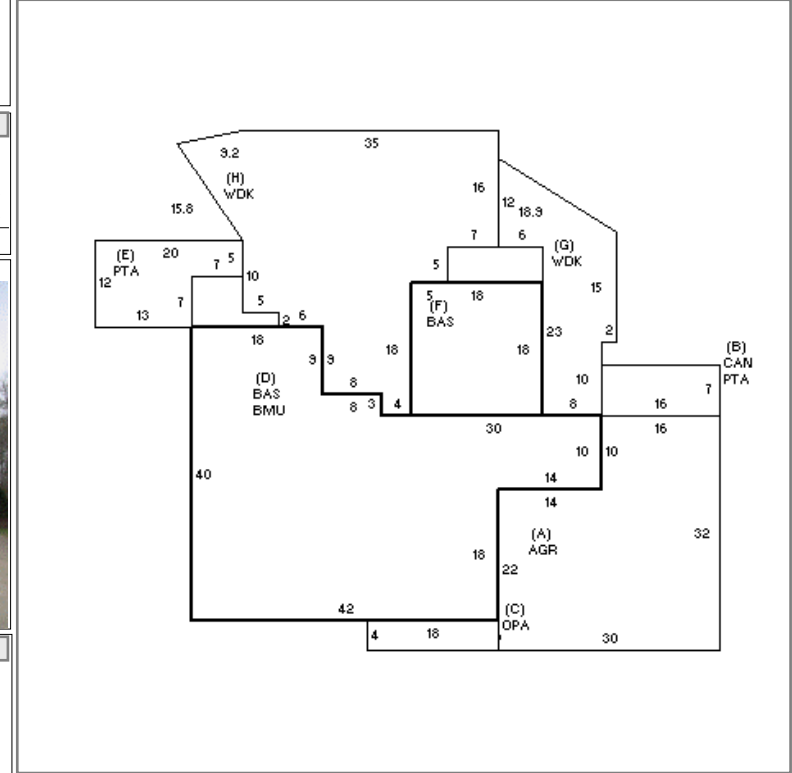 35
9.2
(H)
WDK
16
12
18.9
15.8
7
6
(G)
WDK
(E)
PTA
20
7
5
5
12
10
15
7
13
5
2
6
5
18
(F)
BAS
23
2
18
9
9
18
18
(B)
CAN
PTA
(D)
BAS
BMU
8
10
7
8
3
4
8
16
30
16
10
10
40
14
14
(A)
AGR
32
18
22
42
(C)
OPA
4
18
30